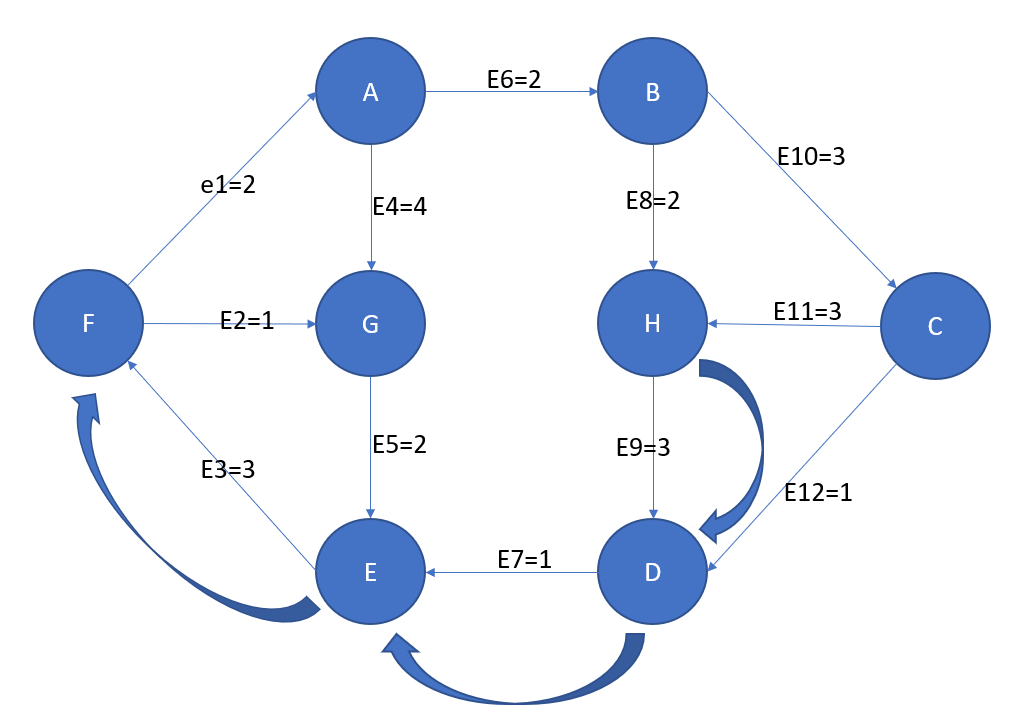 A
E6=2
B
E10=3
e1=2
E4=4
E8=2
F
E2=1
G
H
E11=3
C
E3=3
E5=2
E9=3
E12=1
E
E7=1
D